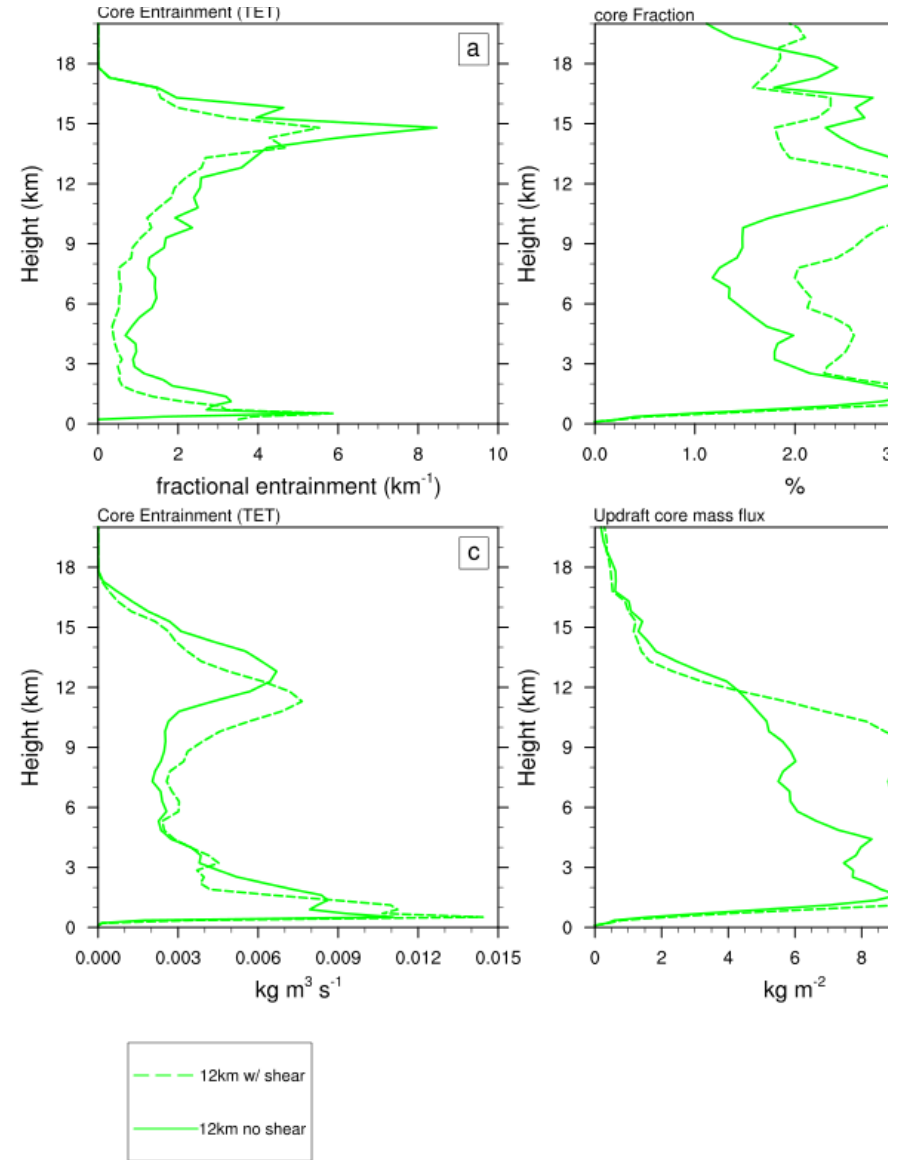 Core Entrainment (TET)
a
18
15
12
9
6
3
0
Height (km)
0 2 4 6 8 10
fractional entrainment (km-1)
core Fraction
18
15
12
9
6
3
0
Height (km)
0.0 1.0 2.0
%
Core Entrainment (TET)
c
18
15
12
9
6
3
0
Height (km)
0.000 0.003 0.006 0.009 0.012 0.015
kg m3 s-1
Updraft core mass flux
18
15
12
9
6
3
0
Height (km)
0 2 4 6 8
kg m-2
12km w/ shear
12km no shear